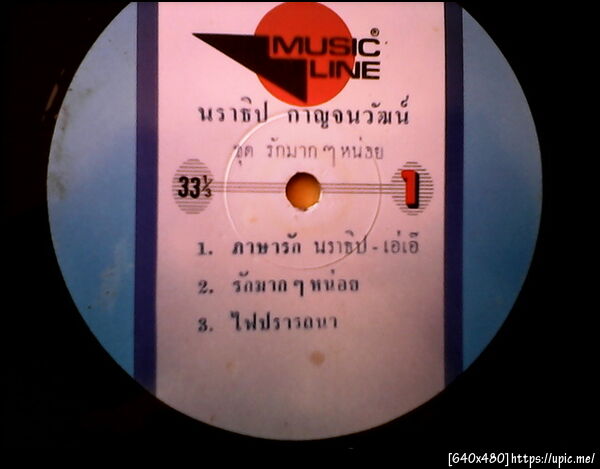 MUSIC®
LINE
นราธิป กาญจนวัฒน์
ชุด รักมาก ๆ หน่อย
33⅓ 1
1. ภาษารัก นราธิป - เอ๋เอ๊
2. รักมาก ๆ หน่อย
3. ไฟปรารถนา
[640x480]https://upic.me/